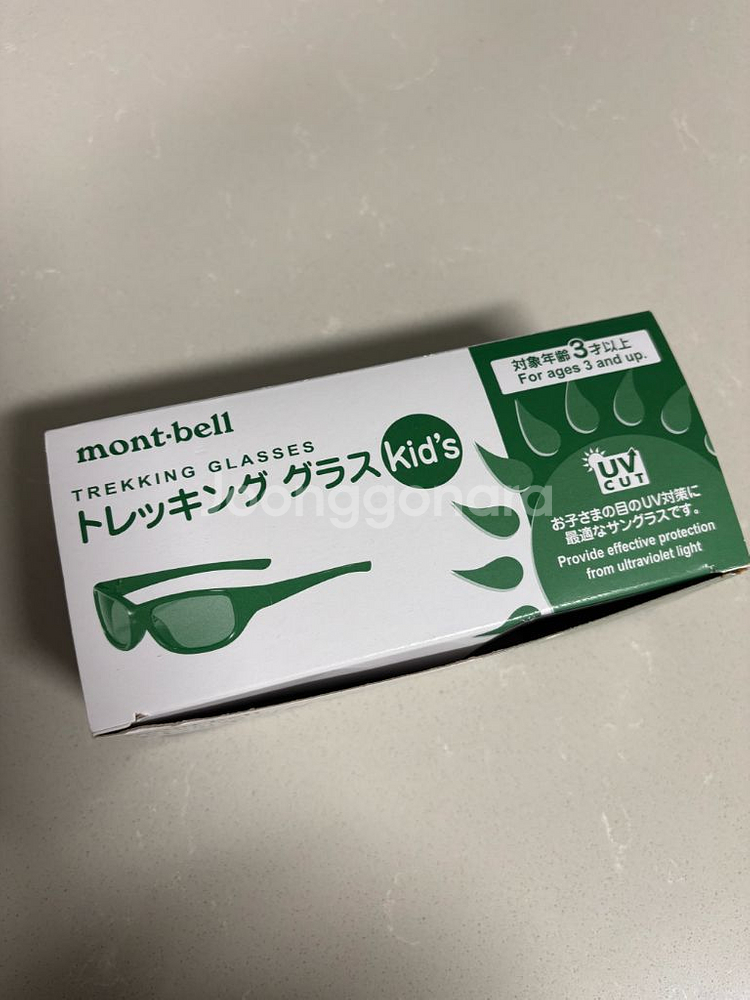 mont·bell
TREKKING GLASSES
トレッキング グラス kid's
対象年齢3才以上
For ages 3 and up.
UV
CUT
お子さまの目のUV対策に
最適なサングラスです。
Provide effective protection
from ultraviolet light
Joonggonara